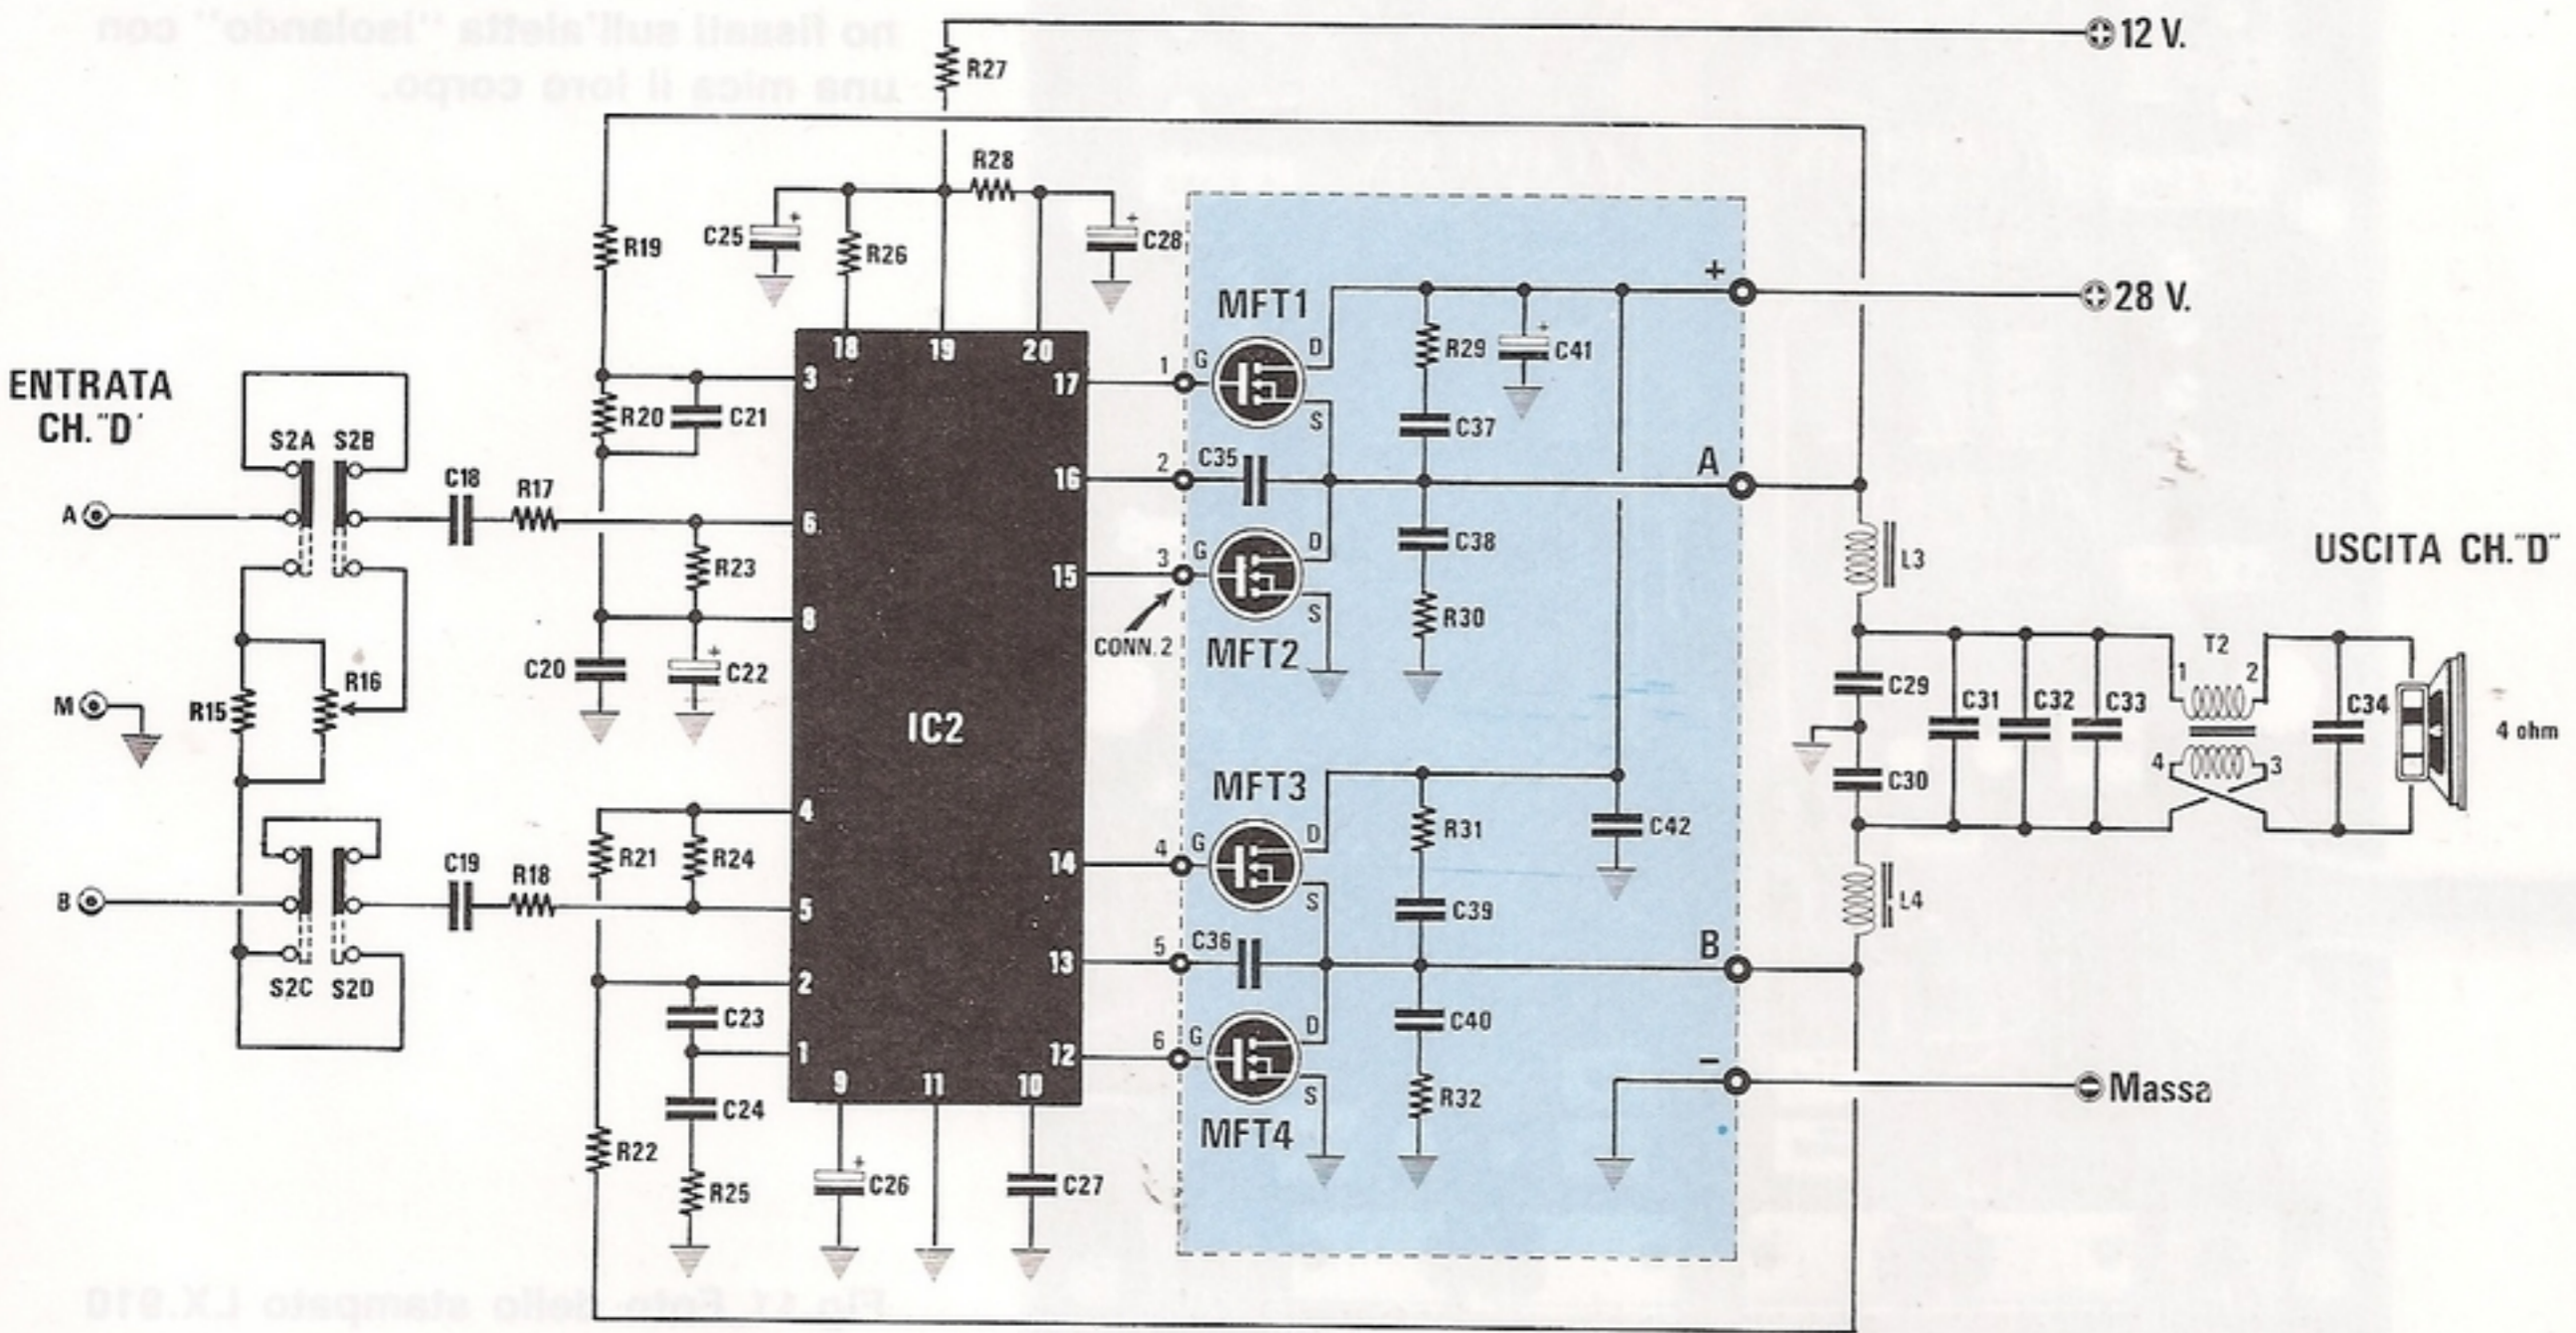 no fissati sull'aletta "isolando" con
una mica il loro corpo.
12 V.
R27
R28
R19
C25
R26
C28
+
28 V.
MFT1
18
19
20
ENTRATA
CH."D"
3
17
1
G
D
S
R29
C41
R20
C21
S2A
S2B
C37
A
C18
R17
16
2
C35
A
6
R23
15
3
G
D
S
C38
R30
L3
USCITA CH."D"
CONN.2
MFT2
8
C20
C22
T2
1
2
R15
R16
M
IC2
C29
C31
C32
C33
C34
4 ohm
4
3
C30
MFT3
4
R21
R24
14
4
G
D
S
R31
C42
C19
R18
B
5
C39
L4
13
5
C36
B
S2C
S2D
2
C23
1
12
6
G
D
S
C40
R32
−
Massa
9
11
10
C24
MFT4
R22
R25
C26
C27
Fig.11 Foto dello stampato LX.910